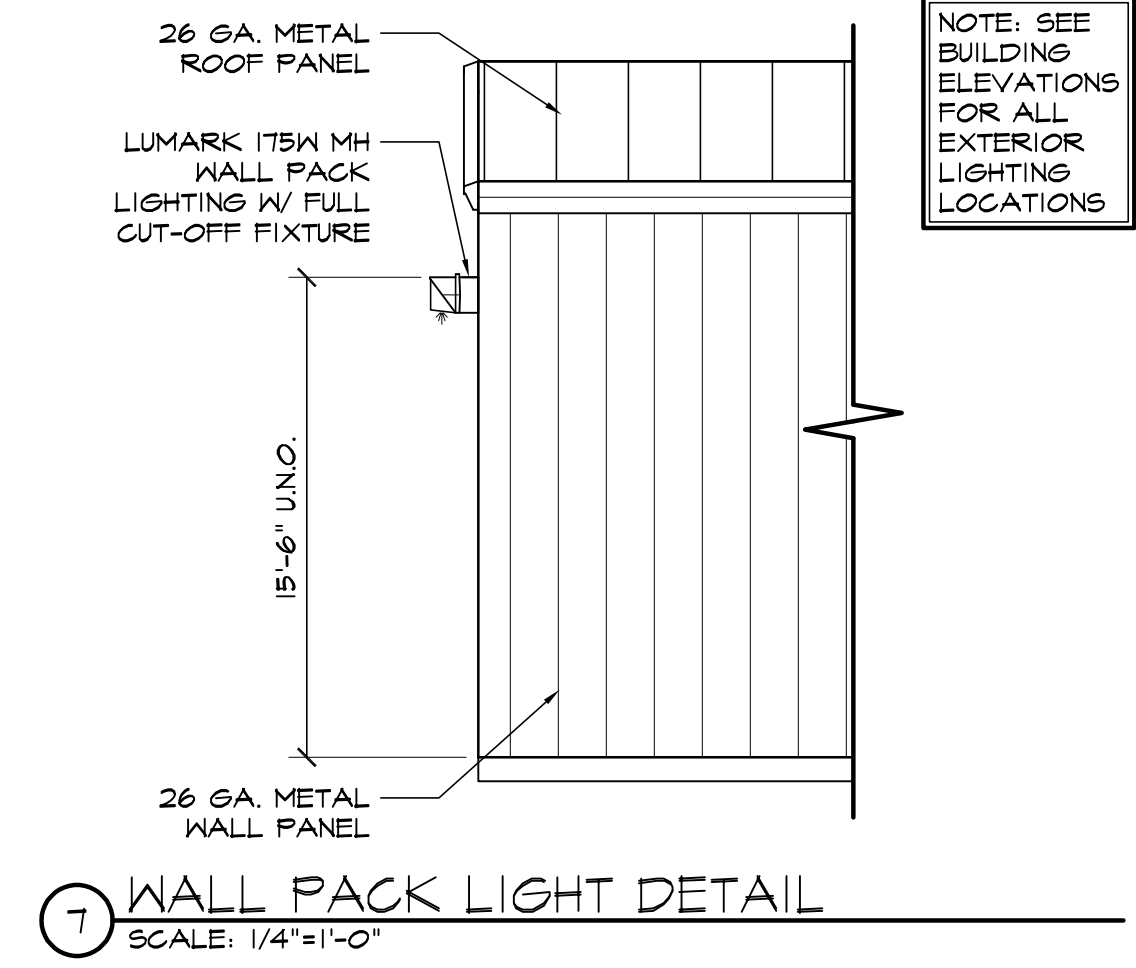 26 GA. METAL
ROOF PANEL
LUMARK 175W MH
WALL PACK
LIGHTING W/ FULL
CUT-OFF FIXTURE
NOTE: SEE
BUILDING
ELEVATIONS
FOR ALL
EXTERIOR
LIGHTING
LOCATIONS
15'-6" U.N.O.
26 GA. METAL
WALL PANEL
7
WALL PACK LIGHT DETAIL
SCALE: 1/4"=1'-0"